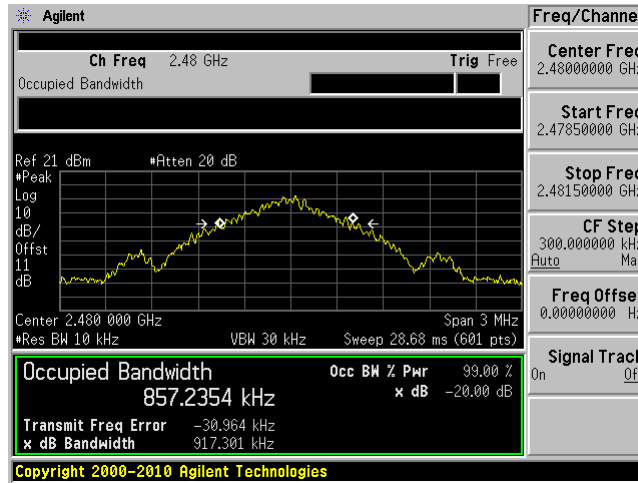 Agilent
Freq/Channe
Ch Freq 2.48 GHz Trig Free
Occupied Bandwidth
Center Freq
2.48000000 GHz
Start Freq
2.47850000 GHz
Stop Freq
2.48150000 GHz
CF Step
300.000000 kHz
Auto Ma
Freq Offse
0.00000000 Hz
Signal Track
On Of
Ref 21 dBm #Atten 20 dB
#Peak
Log
10
dB/
Offst
11
dB
Center 2.480 000 GHz Span 3 MHz
#Res BW 10 kHz VBW 30 kHz Sweep 28.68 ms (601 pts)
Occupied Bandwidth
857.2354 kHz
Occ BW % Pwr 99.00 %
x dB -20.00 dB
Transmit Freq Error -30.964 kHz
x dB Bandwidth 917.301 kHz
Copyright 2000-2010 Agilent Technologies